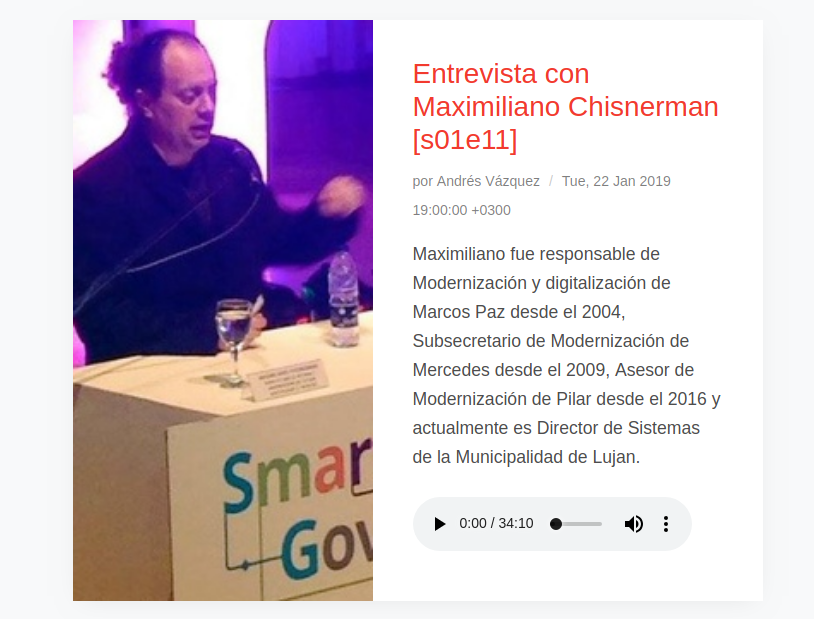 Entrevista con
Maximiliano Chisnerman
[s01e11]
por Andrés Vázquez / Tue, 22 Jan 2019
19:00:00 +0300
Maximiliano fue responsable de
Modernización y digitalización de
Marcos Paz desde el 2004,
Subsecretario de Modernización de
Mercedes desde el 2009, Asesor de
Modernización de Pilar desde el 2016 y
actualmente es Director de Sistemas
de la Municipalidad de Lujan.
0:00 / 34:10
Smar
Gov